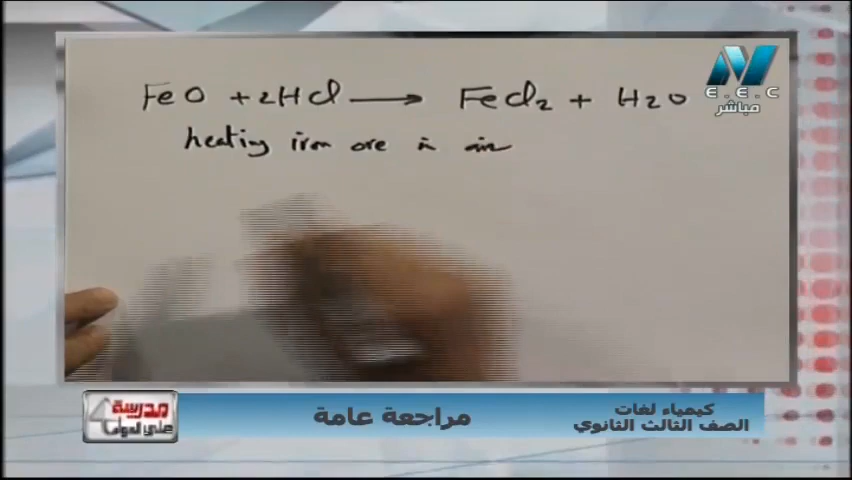 FeO + 2HCl → FeCl2 + H2O
heating iron ore in air
E.E.C
مباشر
مدرسة
على الهواء
مراجعة عامة
كيمياء لغات
الصف الثالث الثانوي